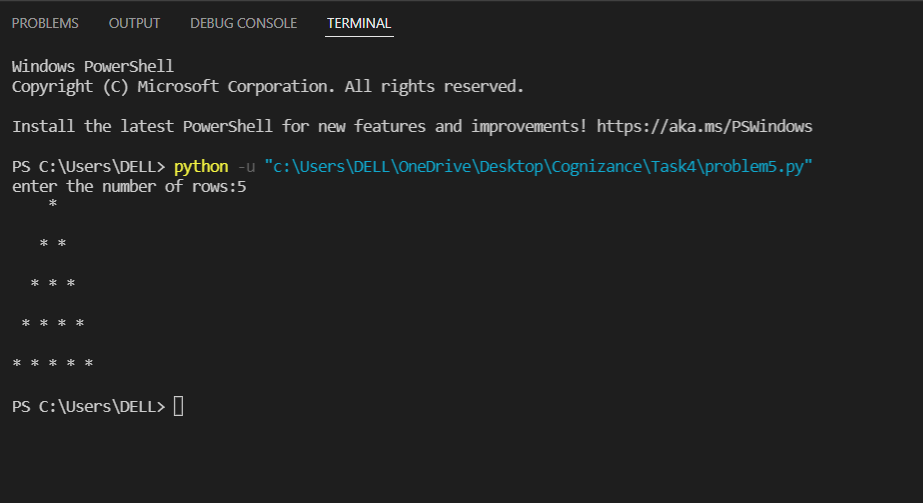 PROBLEMS OUTPUT DEBUG CONSOLE TERMINAL
Windows PowerShell
Copyright (C) Microsoft Corporation. All rights reserved.
Install the latest PowerShell for new features and improvements! https://aka.ms/PSWindows
PS C:\Users\DELL> python -u "c:\Users\DELL\OneDrive\Desktop\Cognizance\Task4\problem5.py"
enter the number of rows:5
    *
   * *
  * * *
 * * * *
* * * * *
PS C:\Users\DELL>